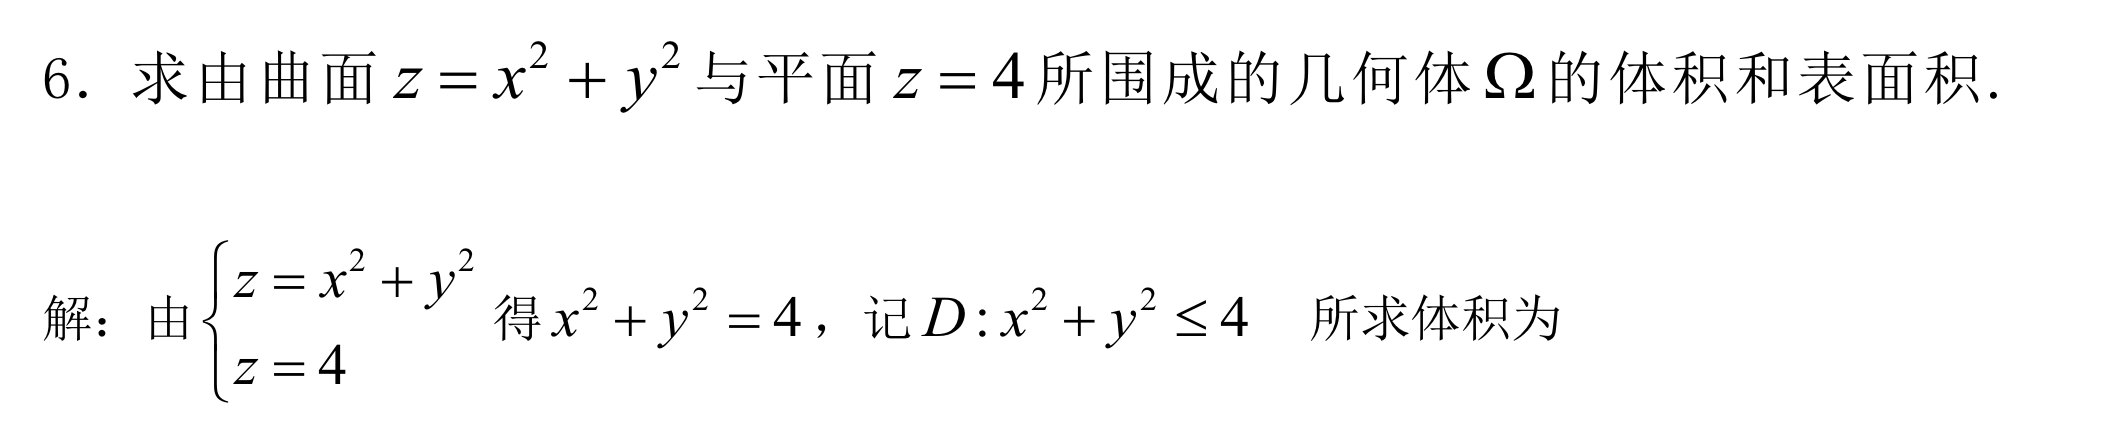 6. 求由曲面 z = x² + y² 与平面 z = 4 所围成的几何体 Ω 的体积和表面积.
解：由 { z = x² + y² z = 4 得 x² + y² = 4，记 D : x² + y² ≤ 4 所求体积为